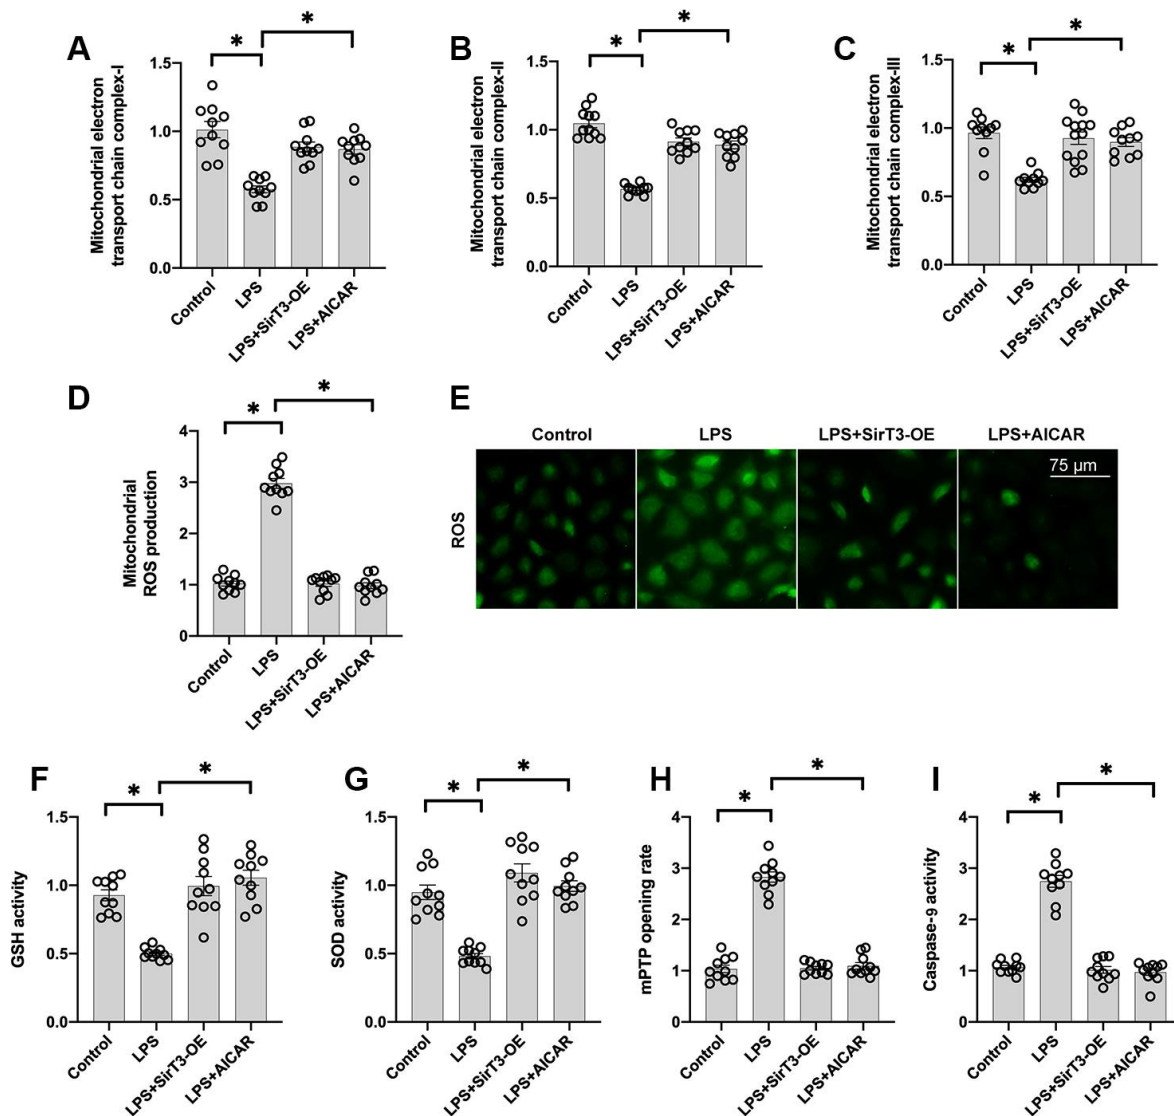 A
*
*
Mitochondrial electron
transport chain complex-I
1.5
1.0
0.5
0.0
Control
LPS
LPS+SirT3-OE
LPS+AICAR
B
*
*
Mitochondrial electron
transport chain complex-II
1.5
1.0
0.5
0.0
Control
LPS
LPS+SirT3-OE
LPS+AICAR
C
*
*
Mitochondrial electron
transport chain complex-III
1.5
1.0
0.5
0.0
Control
LPS
LPS+SirT3-OE
LPS+AICAR
D
*
*
Mitochondrial
ROS production
4
3
2
1
0
Control
LPS
LPS+SirT3-OE
LPS+AICAR
E
Control
LPS
LPS+SirT3-OE
LPS+AICAR
75 µm
ROS
F
*
*
GSH activity
1.5
1.0
0.5
0.0
Control
LPS
LPS+SirT3-OE
LPS+AICAR
G
*
*
SOD activity
1.5
1.0
0.5
0.0
Control
LPS
LPS+SirT3-OE
LPS+AICAR
H
*
*
mPTP opening rate
4
3
2
1
0
Control
LPS
LPS+SirT3-OE
LPS+AICAR
I
*
*
Caspase-9 activity
4
3
2
1
0
Control
LPS
LPS+SirT3-OE
LPS+AICAR